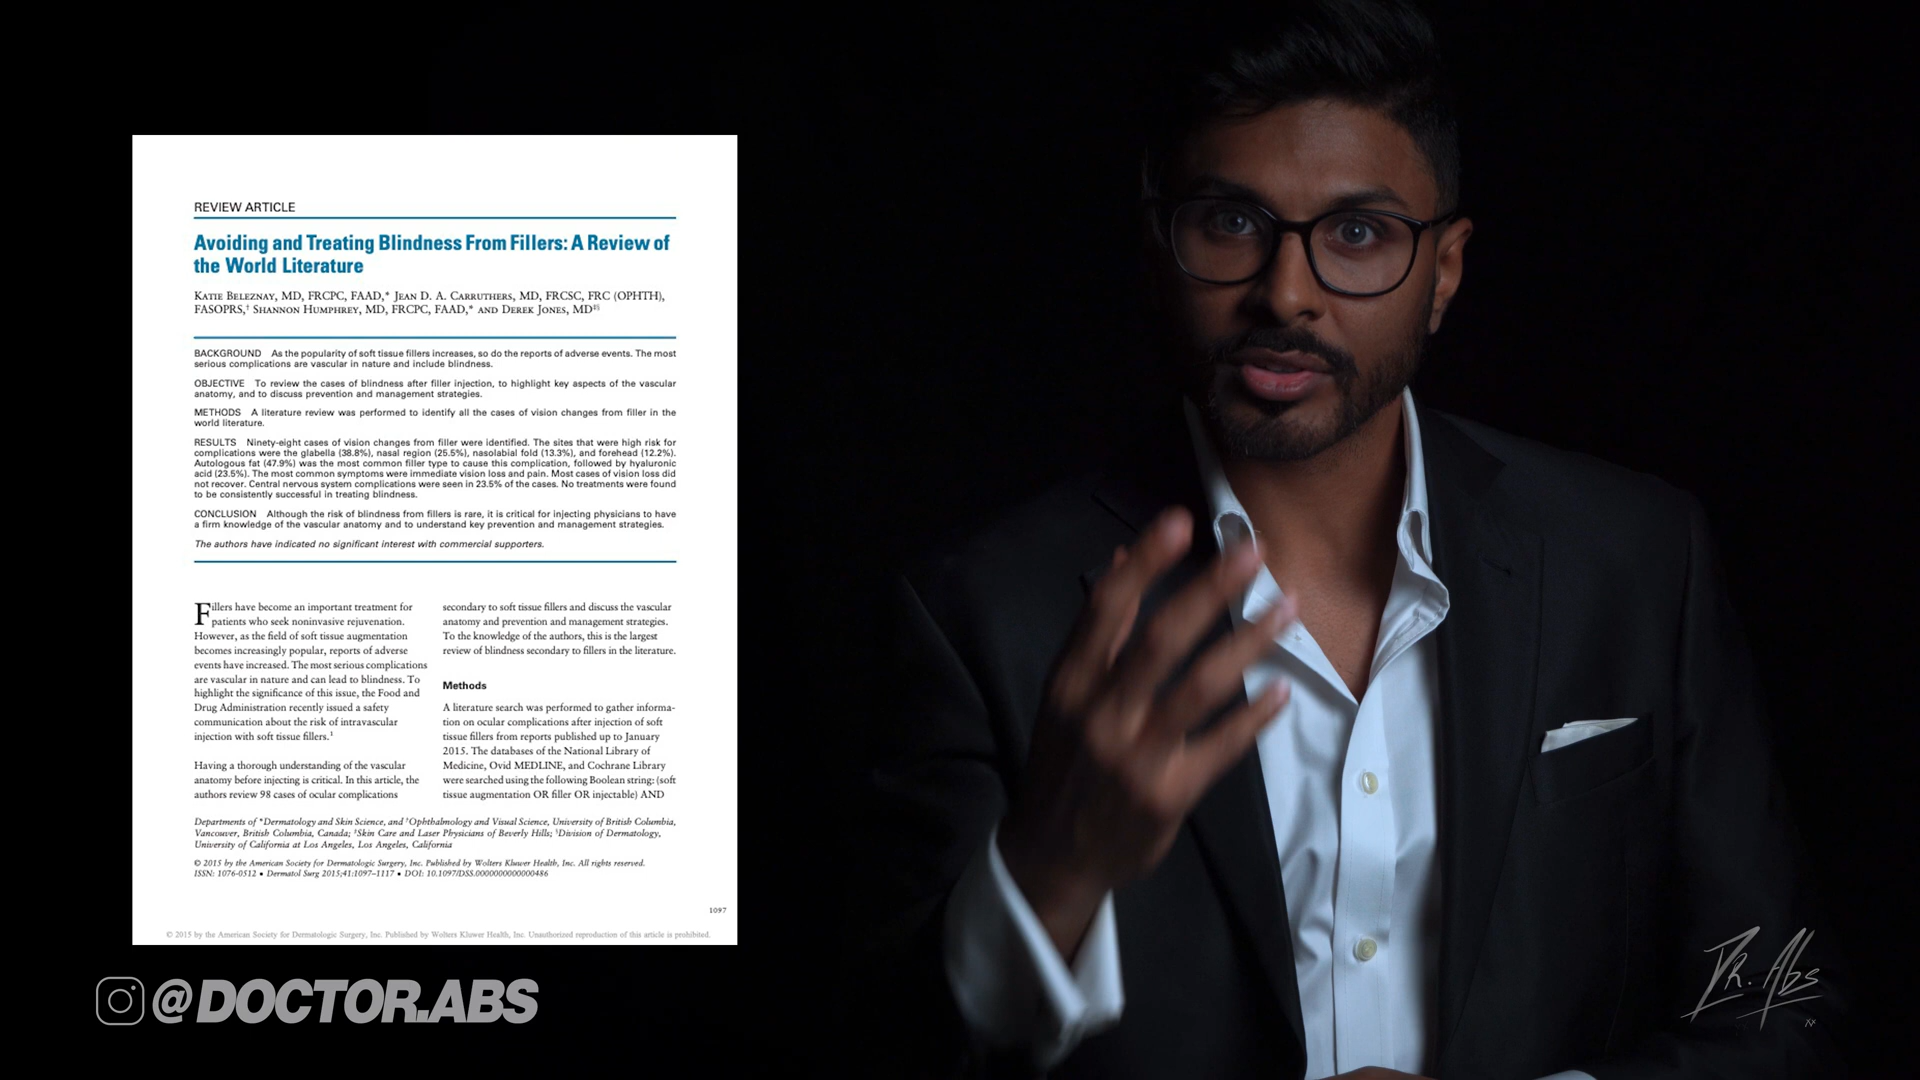 REVIEW ARTICLE
Avoiding and Treating Blindness From Fillers: A Review of
the World Literature
KATIE BELEZNAY, MD, FRCPC, FAAD,* JEAN D. A. CARRUTHERS, MD, FRCSC, FRC (OPHTH),
FASOPRS,† SHANNON HUMPHREY, MD, FRCPC, FAAD,* AND DEREK JONES, MD‡§
BACKGROUND As the popularity of soft tissue fillers increases, so do the reports of adverse events. The most
serious complications are vascular in nature and include blindness.
OBJECTIVE To review the cases of blindness after filler injection, to highlight key aspects of the vascular
anatomy, and to discuss prevention and management strategies.
METHODS A literature review was performed to identify all the cases of vision changes from filler in the
world literature.
RESULTS Ninety-eight cases of vision changes from filler were identified. The sites that were high risk for
complications were the glabella (38.8%), nasal region (25.5%), nasolabial fold (13.3%), and forehead (12.2%).
Autologous fat (47.9%) was the most common filler type to cause this complication, followed by hyaluronic
acid (23.5%). The most common symptoms were immediate vision loss and pain. Most cases of vision loss did
not recover. Central nervous system complications were seen in 23.5% of the cases. No treatments were found
to be consistently successful in treating blindness.
CONCLUSION Although the risk of blindness from fillers is rare, it is critical for injecting physicians to have
a firm knowledge of the vascular anatomy and to understand key prevention and management strategies.
The authors have indicated no significant interest with commercial supporters.
Fillers have become an important treatment for
patients who seek noninvasive rejuvenation.
However, as the field of soft tissue augmentation
becomes increasingly popular, reports of adverse
events have increased. The most serious complications
are vascular in nature and can lead to blindness. To
highlight the significance of this issue, the Food and
Drug Administration recently issued a safety
communication about the risk of intravascular
injection with soft tissue fillers.¹
Having a thorough understanding of the vascular
anatomy before injecting is critical. In this article, the
authors review 98 cases of ocular complications
secondary to soft tissue fillers and discuss the vascular
anatomy and prevention and management strategies.
To the knowledge of the authors, this is the largest
review of blindness secondary to fillers in the literature.
Methods
A literature search was performed to gather informa-
tion on ocular complications after injection of soft
tissue fillers from reports published up to January
2015. The databases of the National Library of
Medicine, Ovid MEDLINE, and Cochrane Library
were searched using the following Boolean string: (soft
tissue augmentation OR filler OR injectable) AND
Departments of *Dermatology and Skin Science, and †Ophthalmology and Visual Science, University of British Columbia,
Vancouver, British Columbia, Canada; ‡Skin Care and Laser Physicians of Beverly Hills; §Division of Dermatology,
University of California at Los Angeles, Los Angeles, California
© 2015 by the American Society for Dermatologic Surgery, Inc. Published by Wolters Kluwer Health, Inc. All rights reserved.
ISSN: 1076-0512 • Dermatol Surg 2015;41:1097–1117 • DOI: 10.1097/DSS.0000000000000486
1097
© 2015 by the American Society for Dermatologic Surgery, Inc. Published by Wolters Kluwer Health, Inc. Unauthorized reproduction of this article is prohibited.
@DOCTOR.ABS
Dr. Abs
xx